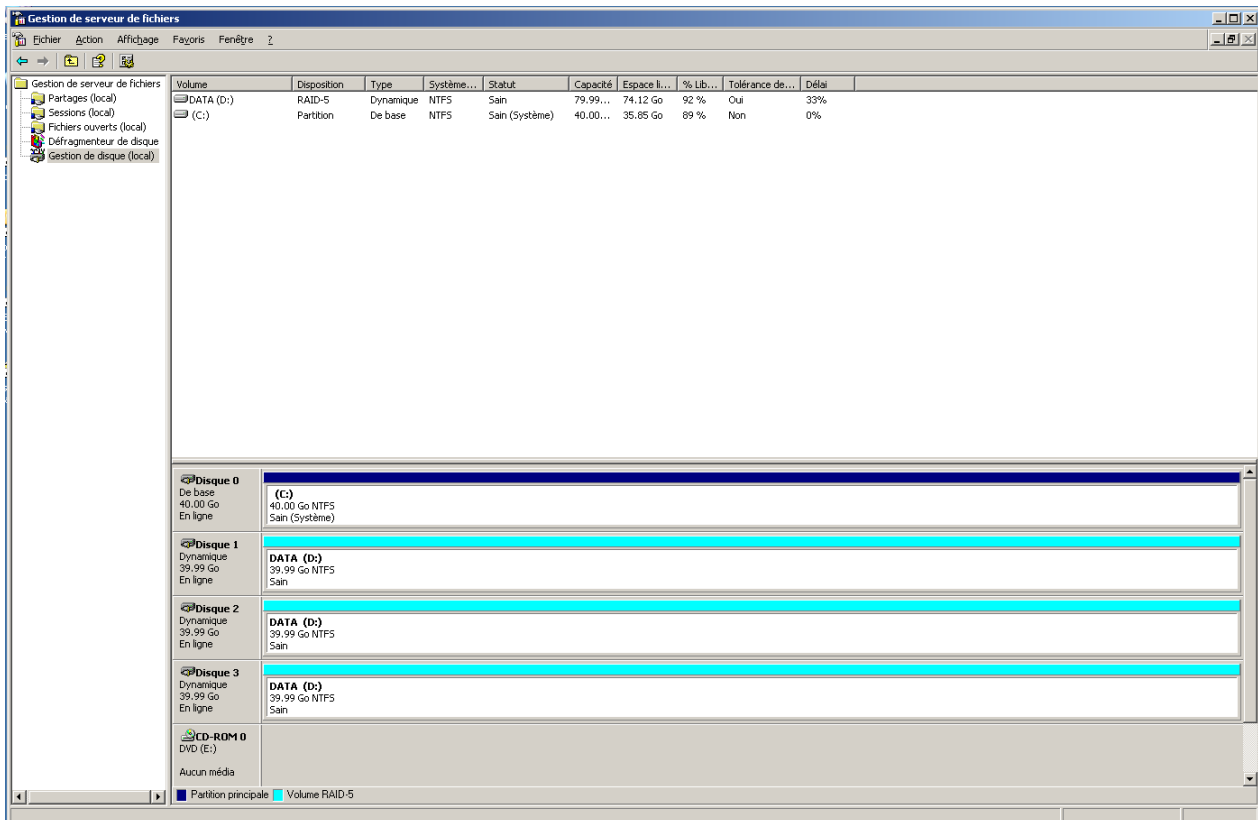 Gestion de serveur de fichiers
Fichier Action Affichage Favoris Fenêtre ?
Gestion de serveur de fichiers
Partages (local)
Sessions (local)
Fichiers ouverts (local)
Défragmenteur de disque
Gestion de disque (local)
Volume Disposition Type Système... Statut Capacité Espace li... % Lib... Tolérance de... Délai
DATA (D:) RAID-5 Dynamique NTFS Sain 79.99... 74.12 Go 92 % Oui 33%
(C:) Partition De base NTFS Sain (Système) 40.00... 35.85 Go 89 % Non 0%
Disque 0
De base
40.00 Go
En ligne
(C:)
40.00 Go NTFS
Sain (Système)
Disque 1
Dynamique
39.99 Go
En ligne
DATA (D:)
39.99 Go NTFS
Sain
Disque 2
Dynamique
39.99 Go
En ligne
DATA (D:)
39.99 Go NTFS
Sain
Disque 3
Dynamique
39.99 Go
En ligne
DATA (D:)
39.99 Go NTFS
Sain
CD-ROM 0
DVD (E:)
Aucun média
Partition principale Volume RAID-5